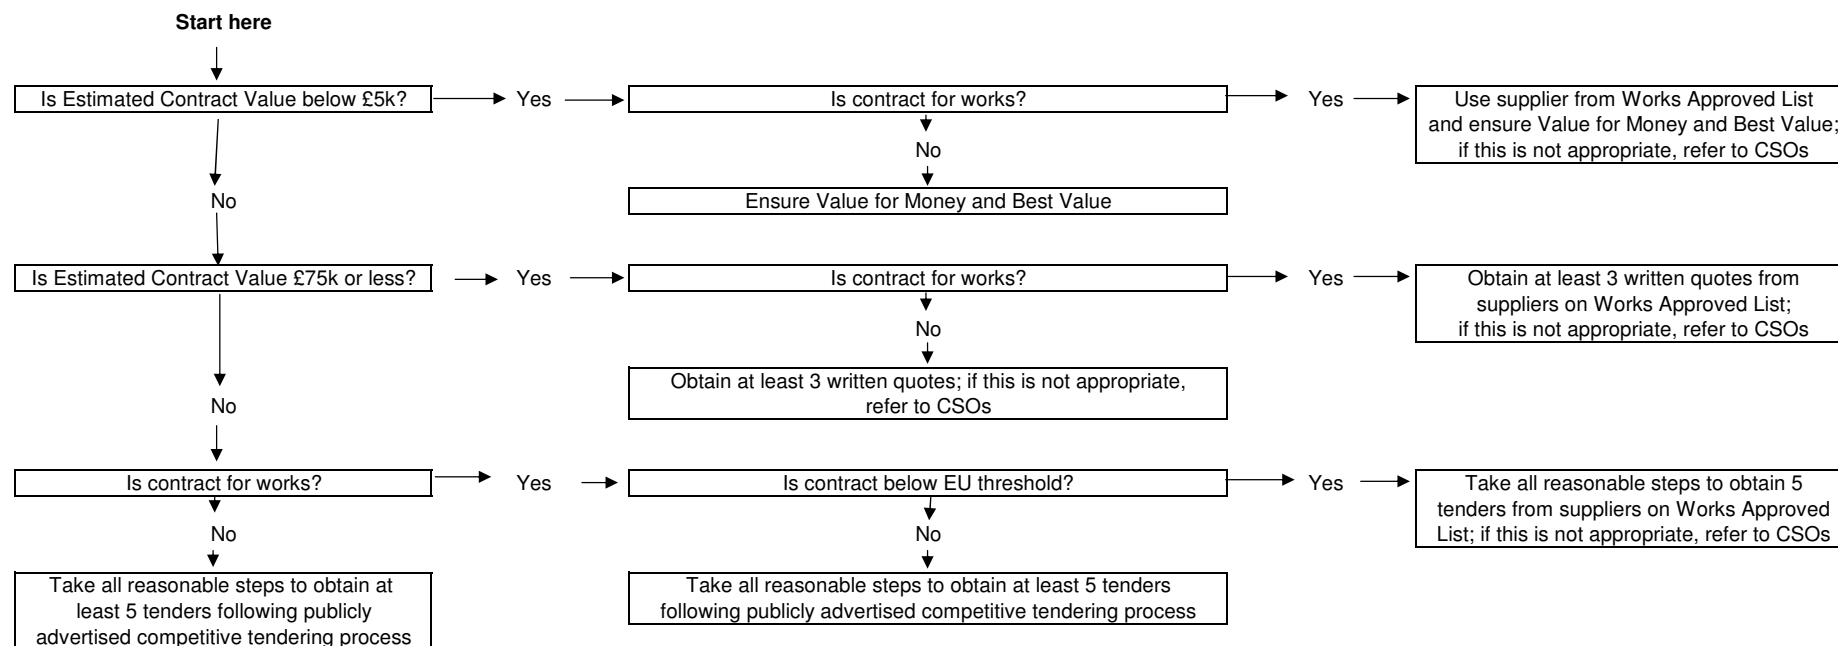 Start here
Is Estimated Contract Value below £5k?
Yes
Is contract for works?
Yes
Use supplier from Works Approved List
and ensure Value for Money and Best Value;
if this is not appropriate, refer to CSOs
No
No
Ensure Value for Money and Best Value
Is Estimated Contract Value £75k or less?
Yes
Is contract for works?
Yes
Obtain at least 3 written quotes from
suppliers on Works Approved List;
if this is not appropriate, refer to CSOs
No
Obtain at least 3 written quotes; if this is not appropriate,
refer to CSOs
No
Is contract for works?
Yes
Is contract below EU threshold?
Yes
Take all reasonable steps to obtain 5
tenders from suppliers on Works Approved
List; if this is not appropriate, refer to CSOs
No
No
Take all reasonable steps to obtain at
least 5 tenders following publicly
advertised competitive tendering process
Take all reasonable steps to obtain at least 5 tenders
following publicly advertised competitive tendering process